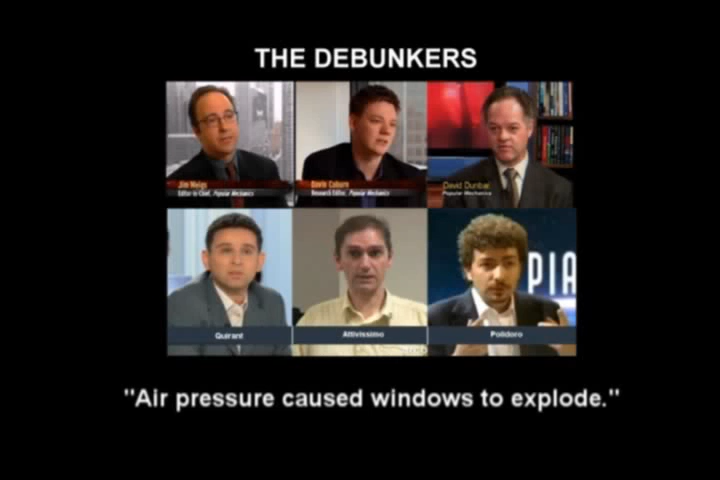 THE DEBUNKERS
Jim Meigs
Editor In Chief, Popular Mechanics
Davin Coburn
Research Editor, Popular Mechanics
David Dunbar
Popular Mechanics
Quirant
Attivissimo
Polidoro
PIA
"Air pressure caused windows to explode."